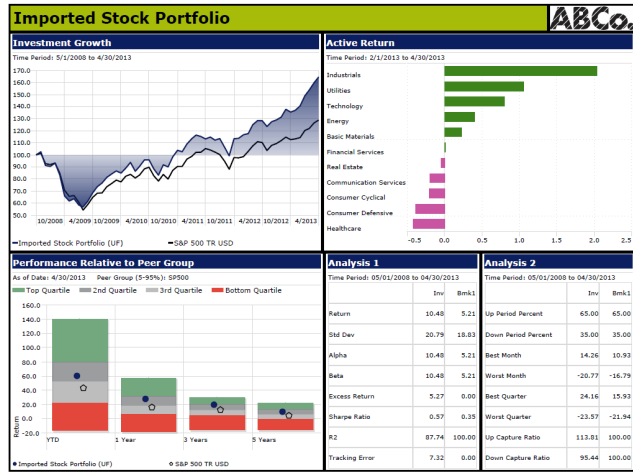 Imported Stock Portfolio
ABCo.
Investment Growth
Time Period: 5/1/2008 to 4/30/2013
170.0
160.0
150.0
140.0
130.0
120.0
110.0
100.0
90.0
80.0
70.0
60.0
50.0
10/2008 4/2009 10/2009 4/2010 10/2010 4/2011 10/2011 4/2012 10/2012 4/2013
Imported Stock Portfolio (UF) S&P 500 TR USD
Active Return
Time Period: 2/1/2013 to 4/30/2013
Industrials
Utilities
Technology
Energy
Basic Materials
Financial Services
Real Estate
Communication Services
Consumer Cyclical
Consumer Defensive
Healthcare
-0.5 0.0 0.5 1.0 1.5 2.0 2.5
Performance Relative to Peer Group
As of Date: 4/30/2013 Peer Group (5-95%): SP500
Top Quartile 2nd Quartile 3rd Quartile Bottom Quartile
160.0
140.0
120.0
100.0
80.0
60.0
40.0
20.0
0.0
-20.0
Return
YTD 1 Year 3 Years 5 Years
Imported Stock Portfolio (UF) S&P 500 TR USD
Analysis 1
Time Period: 05/01/2008 to 04/30/2013
Inv Bmk1
Return 10.48 5.21
Std Dev 20.79 18.83
Alpha 10.48 5.21
Beta 10.48 5.21
Excess Return 5.27 0.00
Sharpe Ratio 0.57 0.35
R2 87.74 100.00
Tracking Error 7.32 0.00
Analysis 2
Time Period: 05/01/2008 to 04/30/2013
Inv Bmk1
Up Period Percent 65.00 65.00
Down Period Percent 35.00 35.00
Best Month 14.26 10.93
Worst Month -20.77 -16.79
Best Quarter 24.16 15.93
Worst Quarter -23.57 -21.94
Up Capture Ratio 113.81 100.00
Down Capture Ratio 95.44 100.00